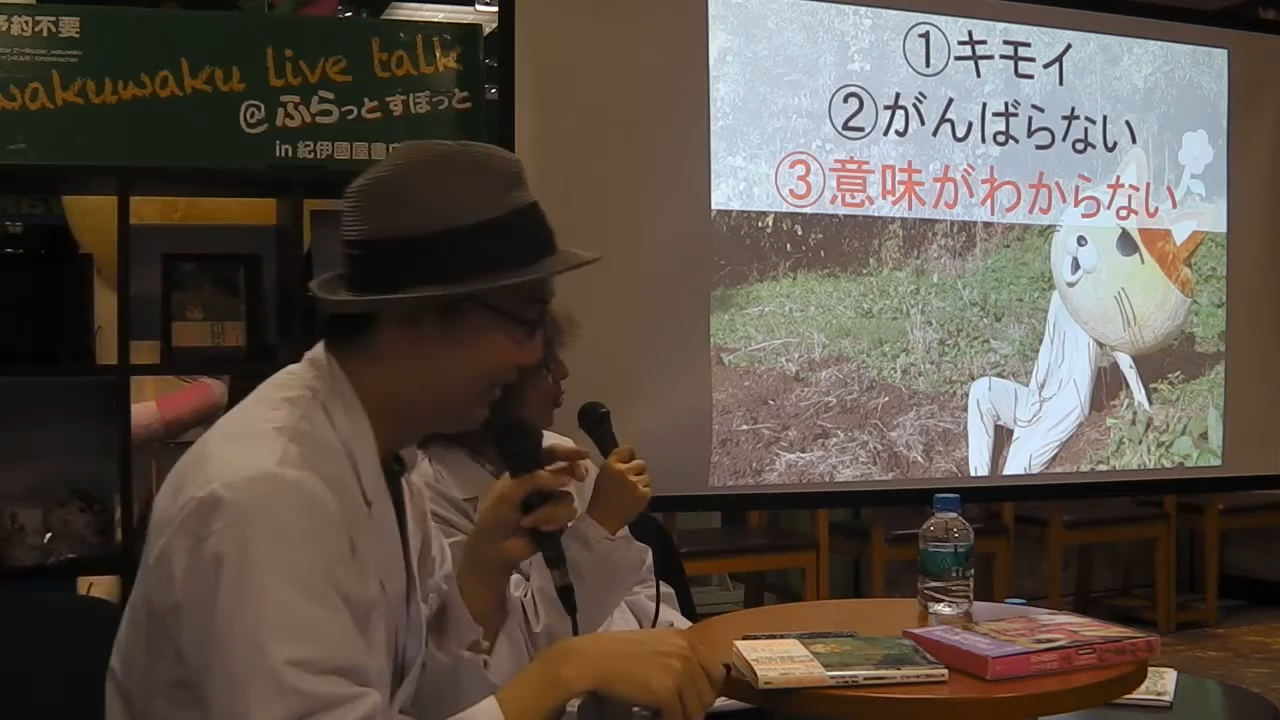 予約不要
wakuwaku Live talk
@ふらっとすぽっと
in 紀伊國屋書
①キモイ
②がんばらない
③意味がわからない